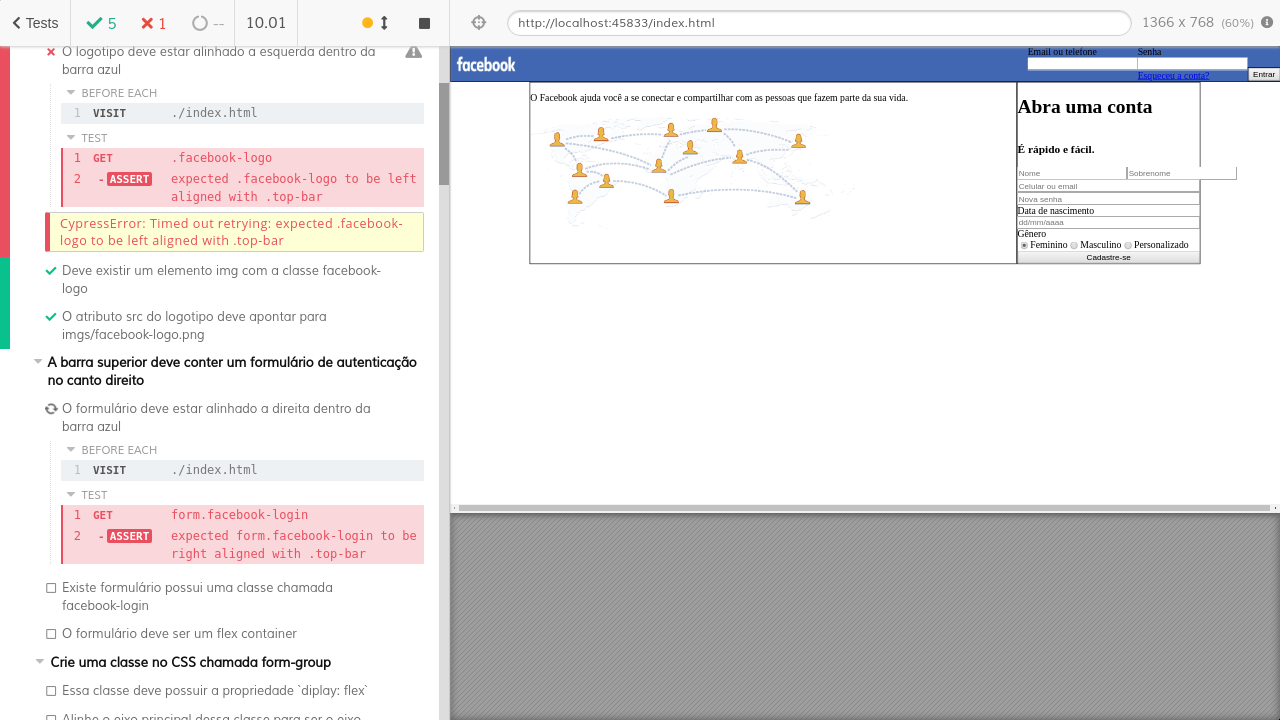 Tests
5
1
--
10.01
http://localhost:45833/index.html
1366 x 768 (60%)
O logotipo deve estar alinhado a esquerda dentro da
barra azul
BEFORE EACH
1 VISIT ./index.html
TEST
1 GET .facebook-logo
2 - ASSERT expected .facebook-logo to be left
aligned with .top-bar
CypressError: Timed out retrying: expected facebook-
logo to be left aligned with .top-bar
Deve existir um elemento img com a classe facebook-
logo
O atributo src do logotipo deve apontar para
imgs/facebook-logo.png
A barra superior deve conter um formulário de autenticação
no canto direito
O formulário deve estar alinhado a direita dentro da
barra azul
BEFORE EACH
1 VISIT ./index.html
TEST
1 GET form.facebook-login
2 - ASSERT expected form.facebook-login to be
right aligned with .top-bar
Existe formulário possui uma classe chamada
facebook-login
O formulário deve ser um flex container
Crie uma classe no CSS chamada form-group
Essa classe deve possuir a propriedade `diplay: flex`
Alinhe o eixo principal dessa classe para ser o eixo
facebook
Email ou telefone
Senha
Esqueceu a conta?
Entrar
O Facebook ajuda você a se conectar e compartilhar com as pessoas que fazem parte da sua vida.
Abra uma conta
É rápido e fácil.
Nome
Sobrenome
Celular ou email
Nova senha
Data de nascimento
dd/mm/aaaa
Gênero
Feminino Masculino Personalizado
Cadastre-se